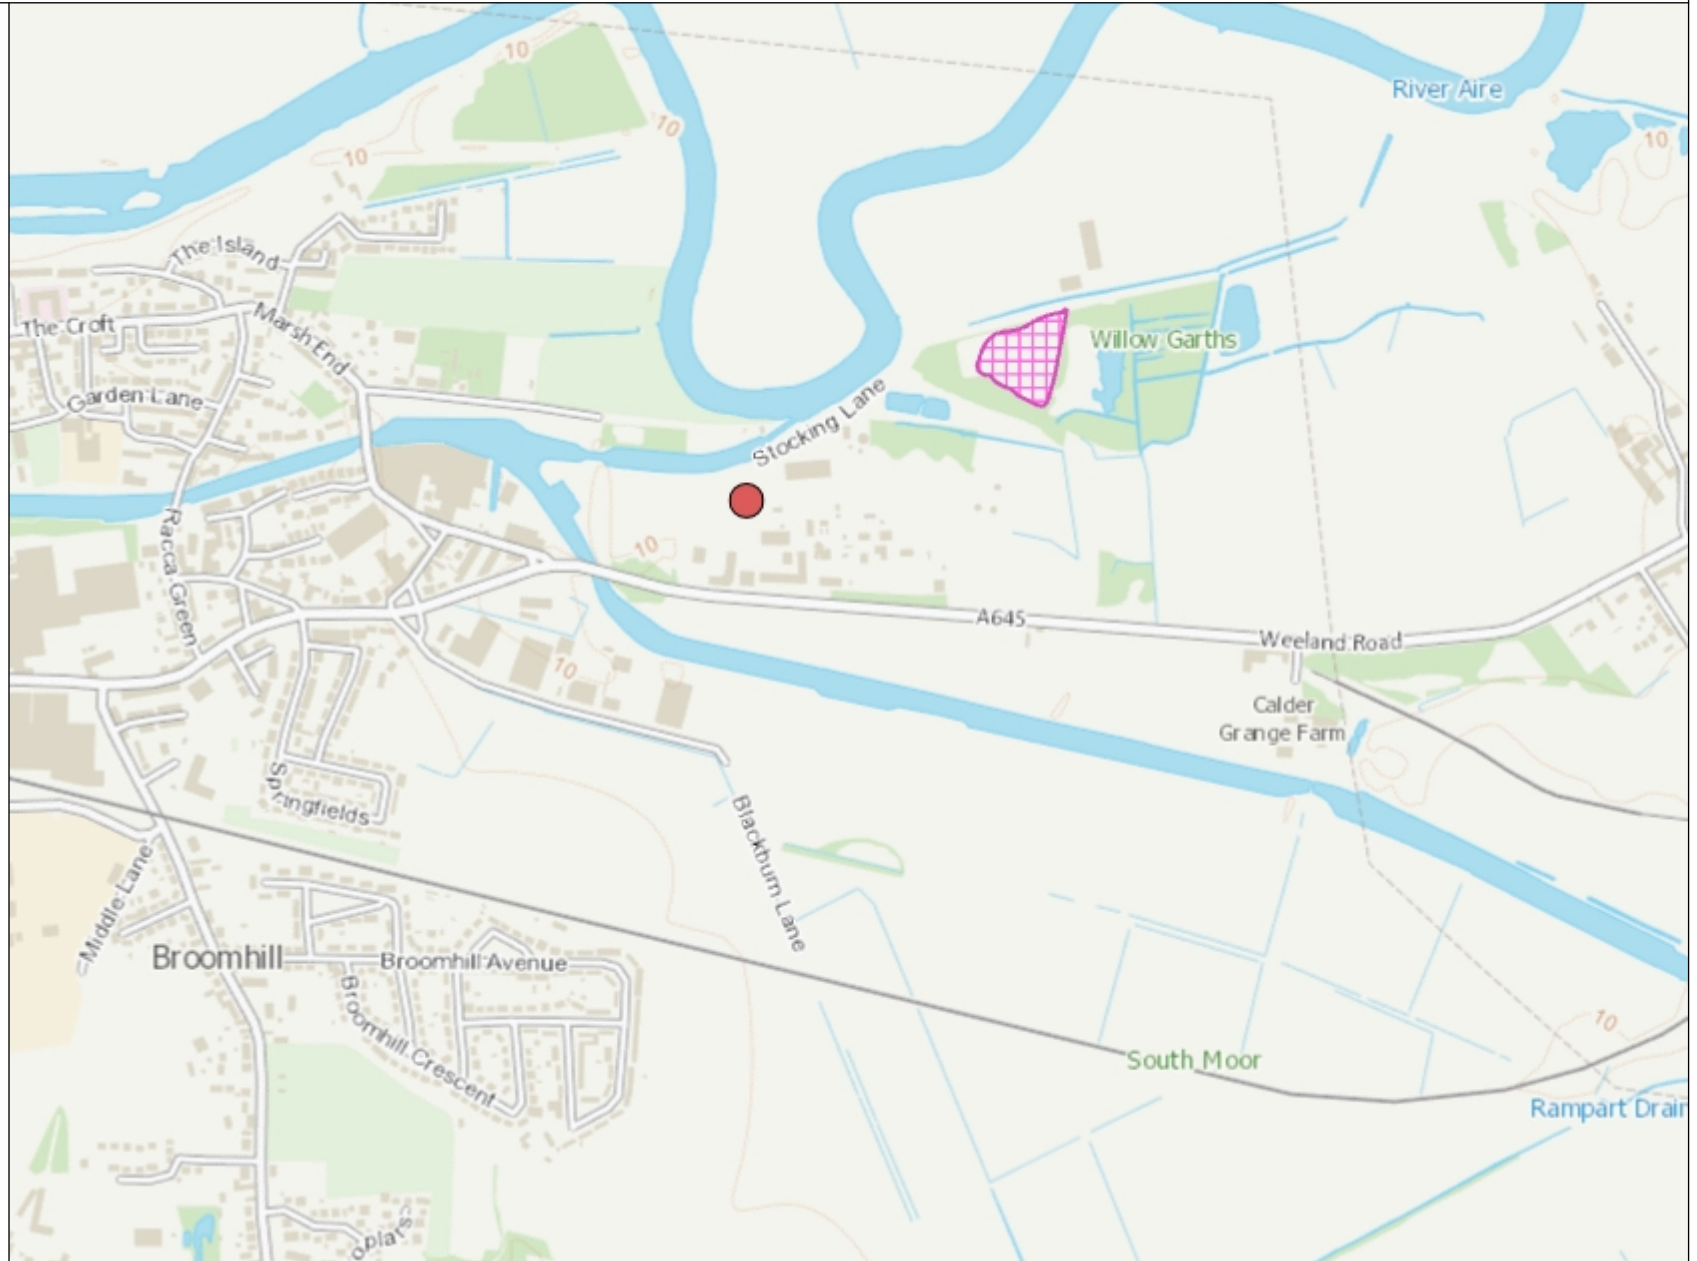 10
River Aire
10
10
10
The Island
The Croft
Marsh End
Willow Garths
Garden Lane
Stocking Lane
Racca Green
10
A645
Weeland Road
10
Calder
Grange Farm
Springfields
Blackburn Lane
Middle Lane
Broomhill
Broomhill Avenue
Broomhill Crescent
10
South Moor
Rampart Drain
oplars